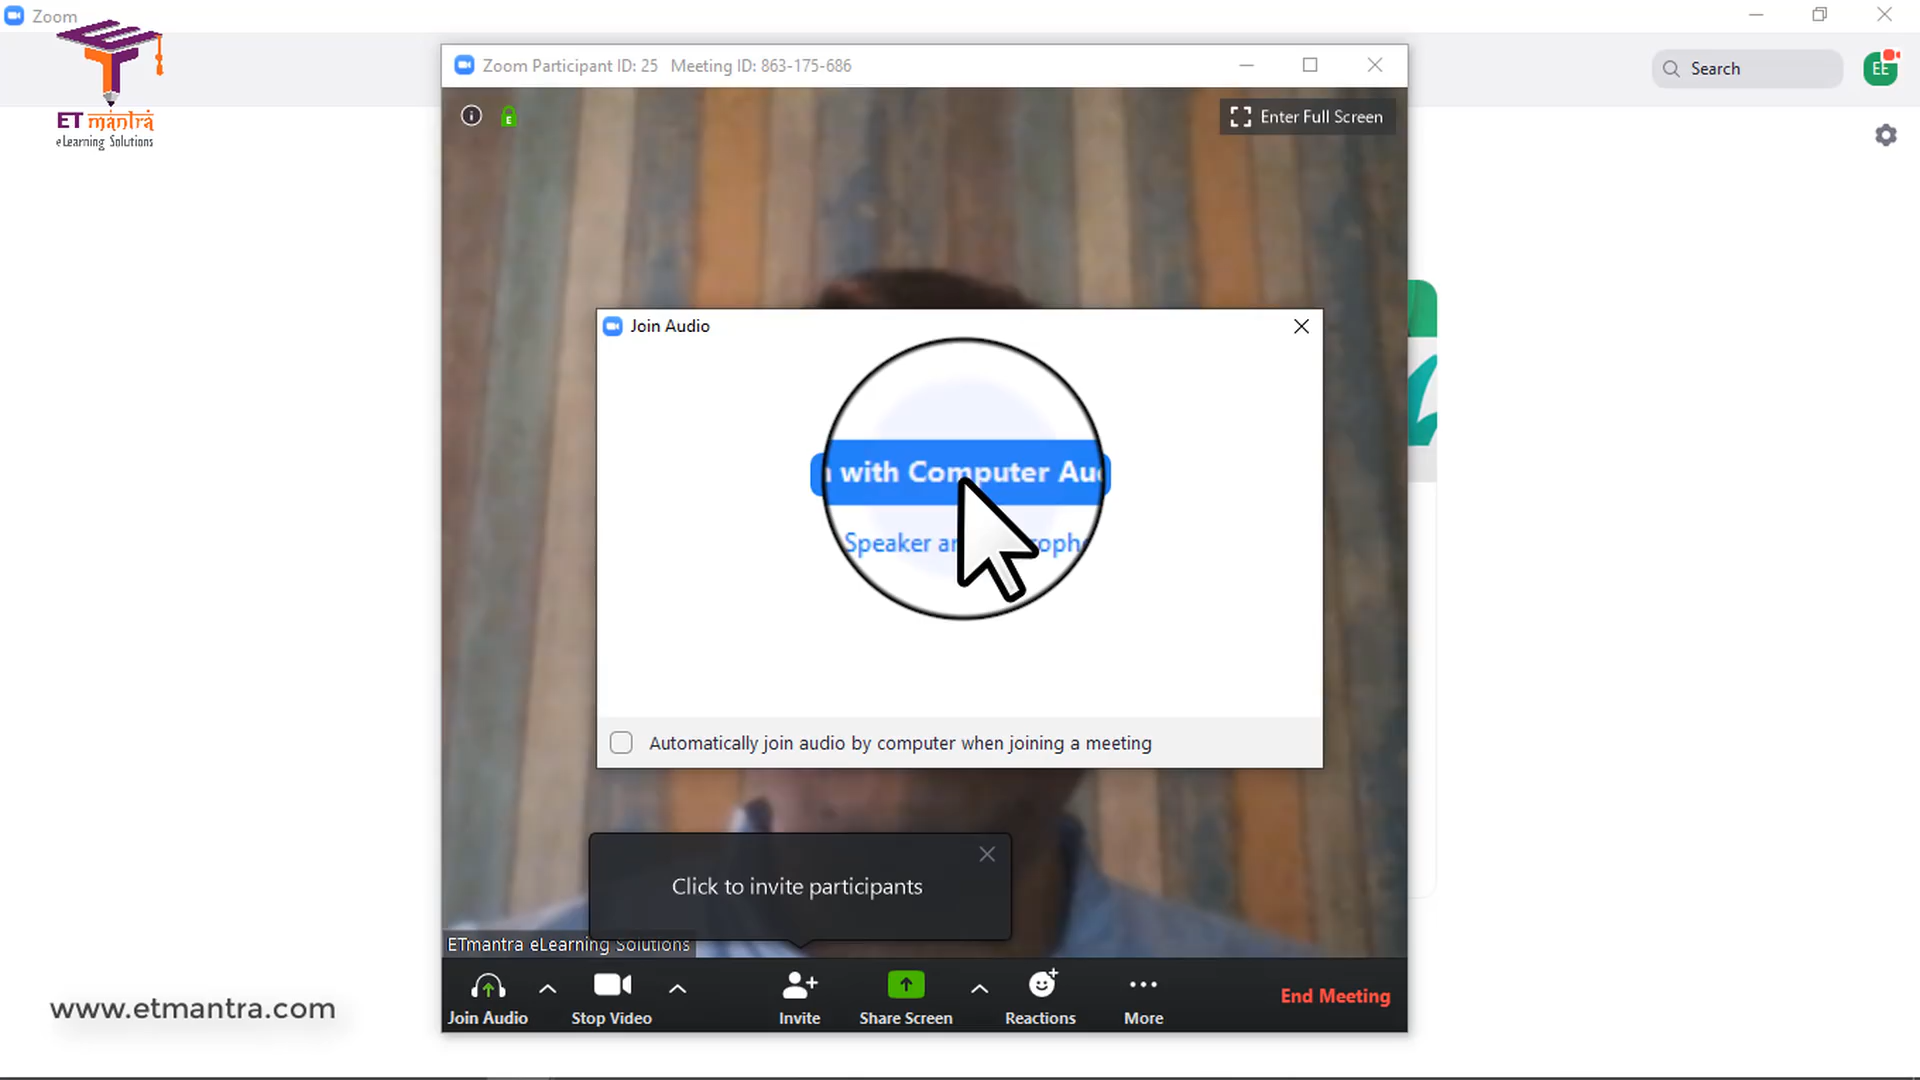 Zoom
ET mantra
eLearning Solutions
Zoom Participant ID: 25 Meeting ID: 863-175-686
Search
EE
E
Enter Full Screen
Join Audio
with Computer
Speaker
Automatically join audio by computer when joining a meeting
Click to invite participants
ETmantra eLearning Solutions
Join Audio
Stop Video
Invite
Share Screen
Reactions
More
End Meeting
www.etmantra.com